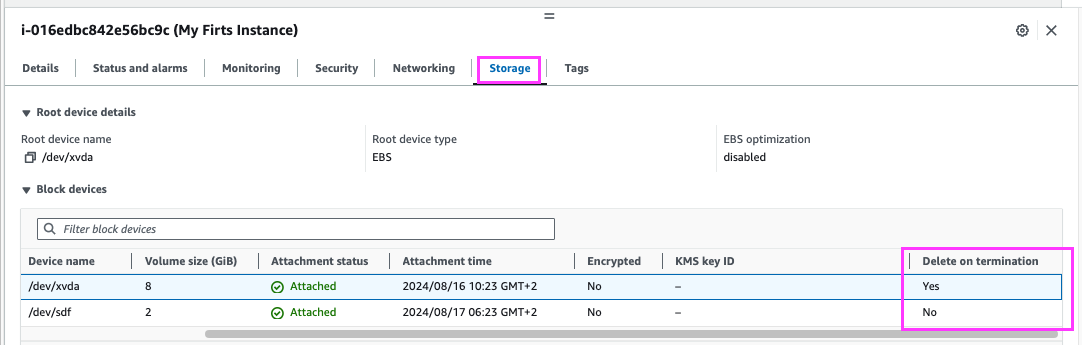 i-016edbc842e56bc9c (My Firts Instance)
Details Status and alarms Monitoring Security Networking Storage Tags
Root device details
Root device name Root device type EBS optimization
/dev/xvda EBS disabled
Block devices
Filter block devices
Device name Volume size (GiB) Attachment status Attachment time Encrypted KMS key ID Delete on termination
/dev/xvda 8 Attached 2024/08/16 10:23 GMT+2 No – Yes
/dev/sdf 2 Attached 2024/08/17 06:23 GMT+2 No – No